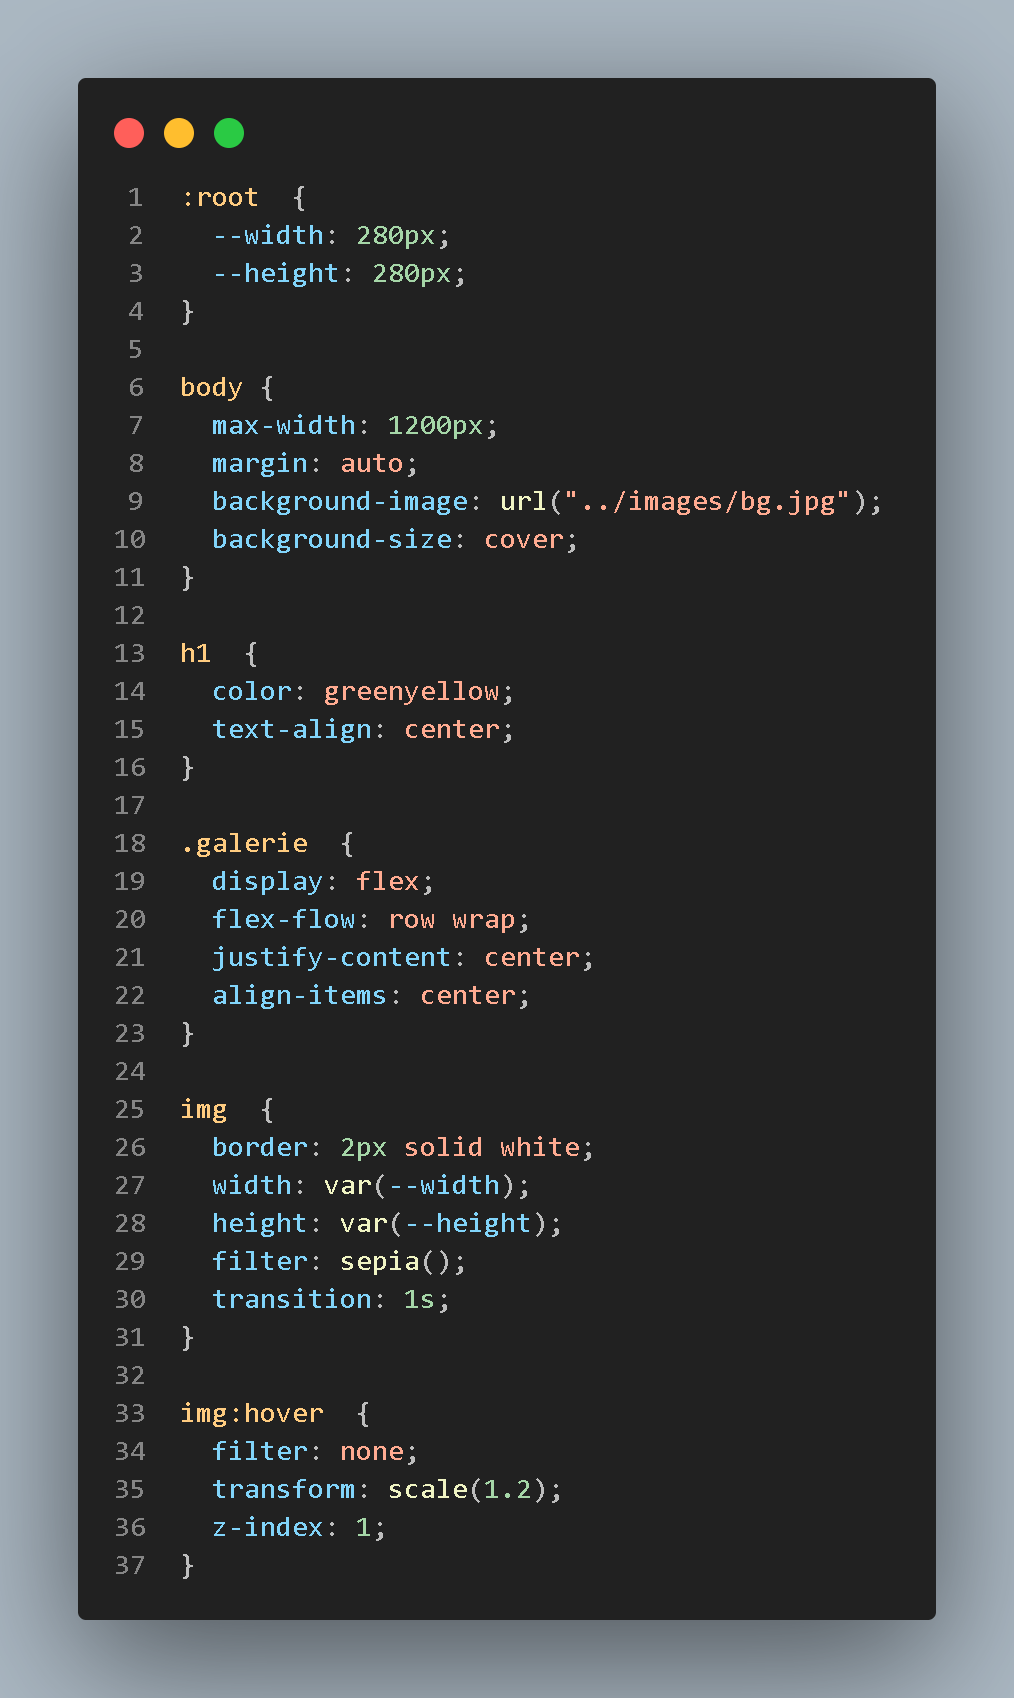 1 :root  {
2   --width: 280px;
3   --height: 280px;
4 }
5
6 body {
7   max-width: 1200px;
8   margin: auto;
9   background-image: url("../images/bg.jpg");
10   background-size: cover;
11 }
12
13 h1  {
14   color: greenyellow;
15   text-align: center;
16 }
17
18 .galerie  {
19   display: flex;
20   flex-flow: row wrap;
21   justify-content: center;
22   align-items: center;
23 }
24
25 img  {
26   border: 2px solid white;
27   width: var(--width);
28   height: var(--height);
29   filter: sepia();
30   transition: 1s;
31 }
32
33 img:hover  {
34   filter: none;
35   transform: scale(1.2);
36   z-index: 1;
37 }